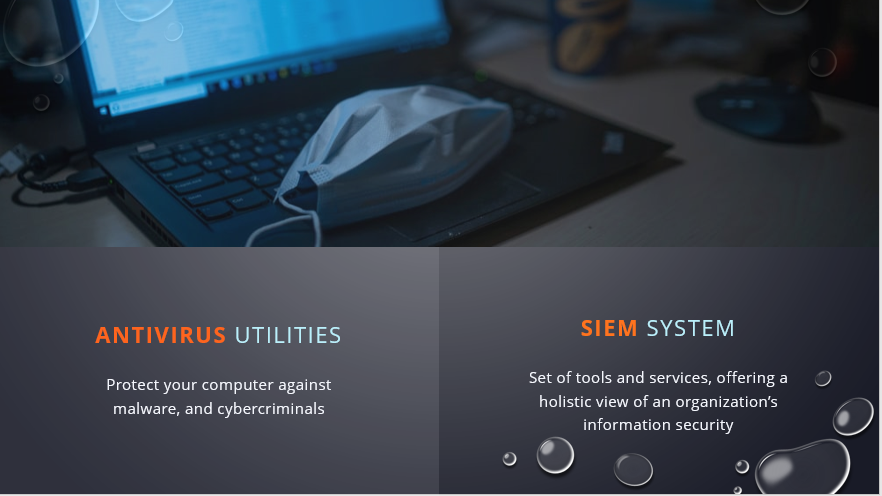 ANTIVIRUS UTILITIES
Protect your computer against
malware, and cybercriminals
SIEM SYSTEM
Set of tools and services, offering a
holistic view of an organization’s
information security